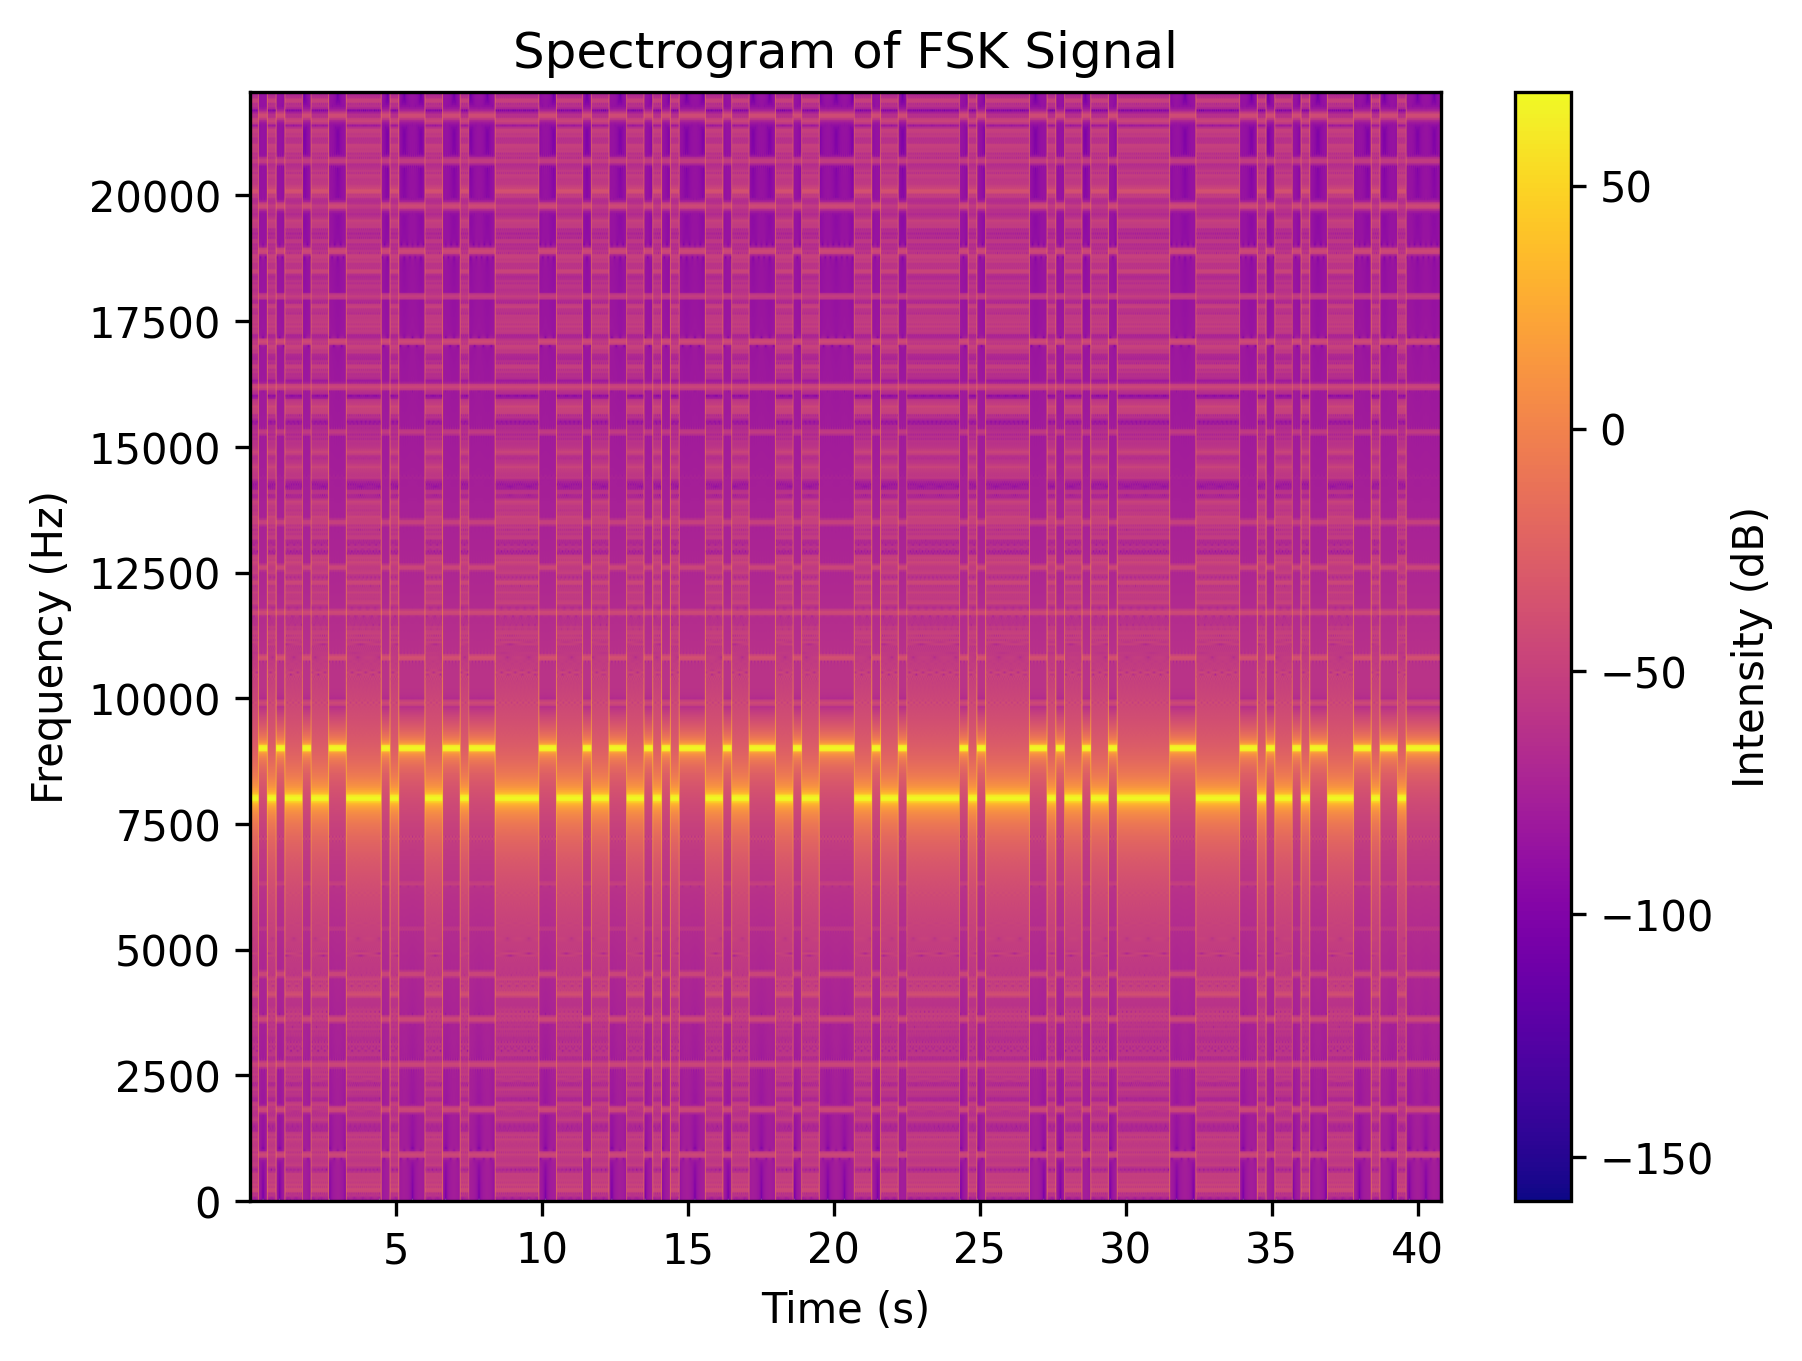 Spectrogram of FSK Signal
20000
17500
15000
12500
10000
7500
5000
2500
0
Frequency (Hz)
5 10 15 20 25 30 35 40
Time (s)
50
0
−50
−100
−150
Intensity (dB)